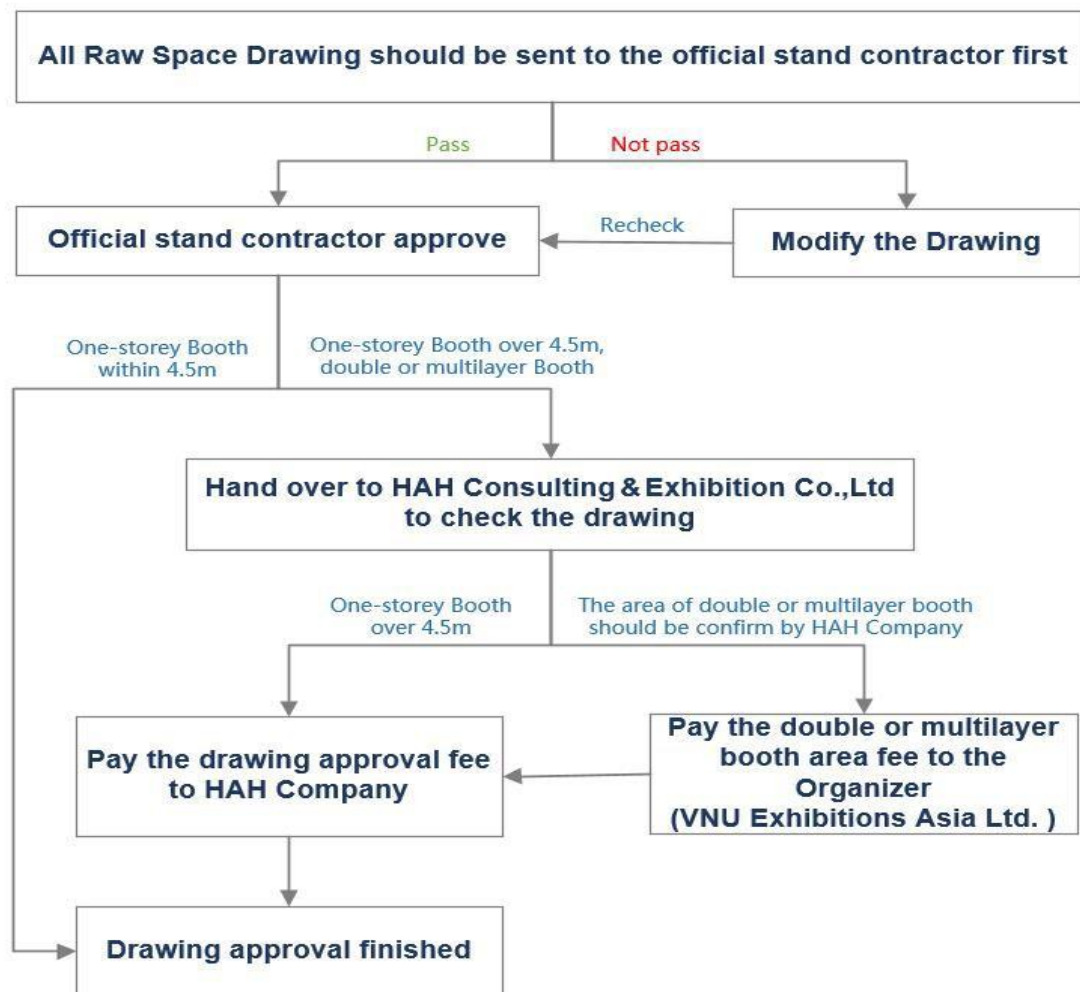 All Raw Space Drawing should be sent to the official stand contractor first
Pass
Not pass
Official stand contractor approve
Recheck
Modify the Drawing
One-storey Booth
within 4.5m
One-storey Booth over 4.5m,
double or multilayer Booth
Hand over to HAH Consulting & Exhibition Co.,Ltd
to check the drawing
One-storey Booth
over 4.5m
The area of double or multilayer booth
should be confirm by HAH Company
Pay the drawing approval fee
to HAH Company
Pay the double or multilayer
booth area fee to the
Organizer
(VNU Exhibitions Asia Ltd. )
Drawing approval finished